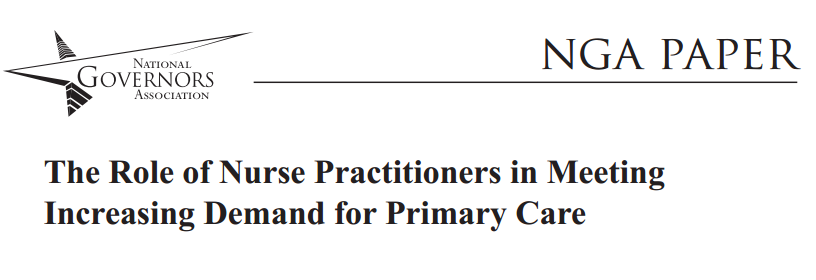 NATIONAL
GOVERNORS
ASSOCIATION
NGA PAPER
The Role of Nurse Practitioners in Meeting
Increasing Demand for Primary Care